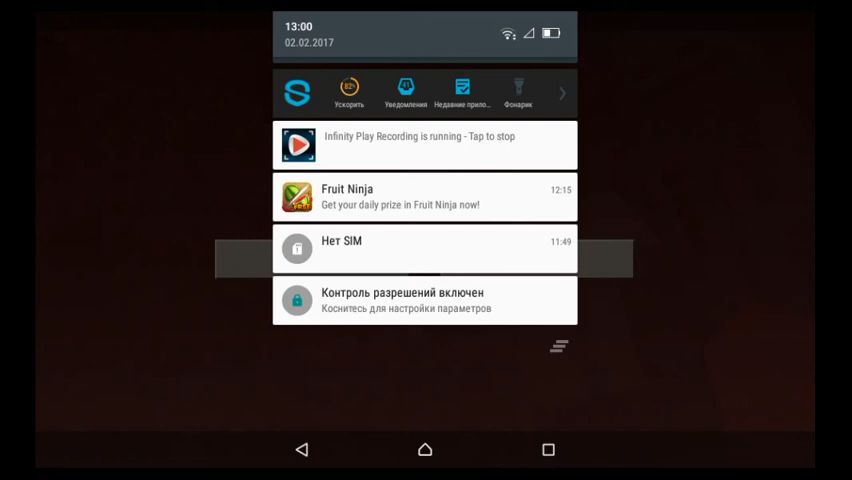 13:00
02.02.2017
82%
41
Ускорить
Уведомления
Недавние прило...
Фонарик
Infinity Play Recording is running - Tap to stop
Fruit Ninja
12:15
Get your daily prize in Fruit Ninja now!
Нет SIM
11:49
Контроль разрешений включен
Коснитесь для настройки параметров